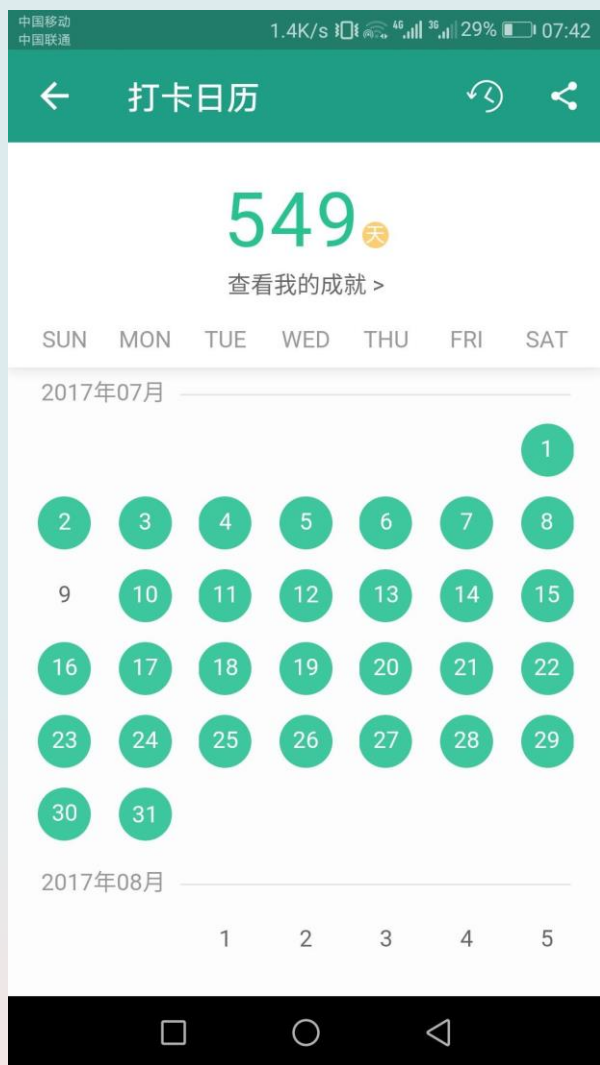 中国移动
中国联通
1.4K/s 4G 3G 29% 07:42
打卡日历
549天
查看我的成就 >
SUN MON TUE WED THU FRI SAT
2017年07月
1
2 3 4 5 6 7 8
9 10 11 12 13 14 15
16 17 18 19 20 21 22
23 24 25 26 27 28 29
30 31
2017年08月
1 2 3 4 5